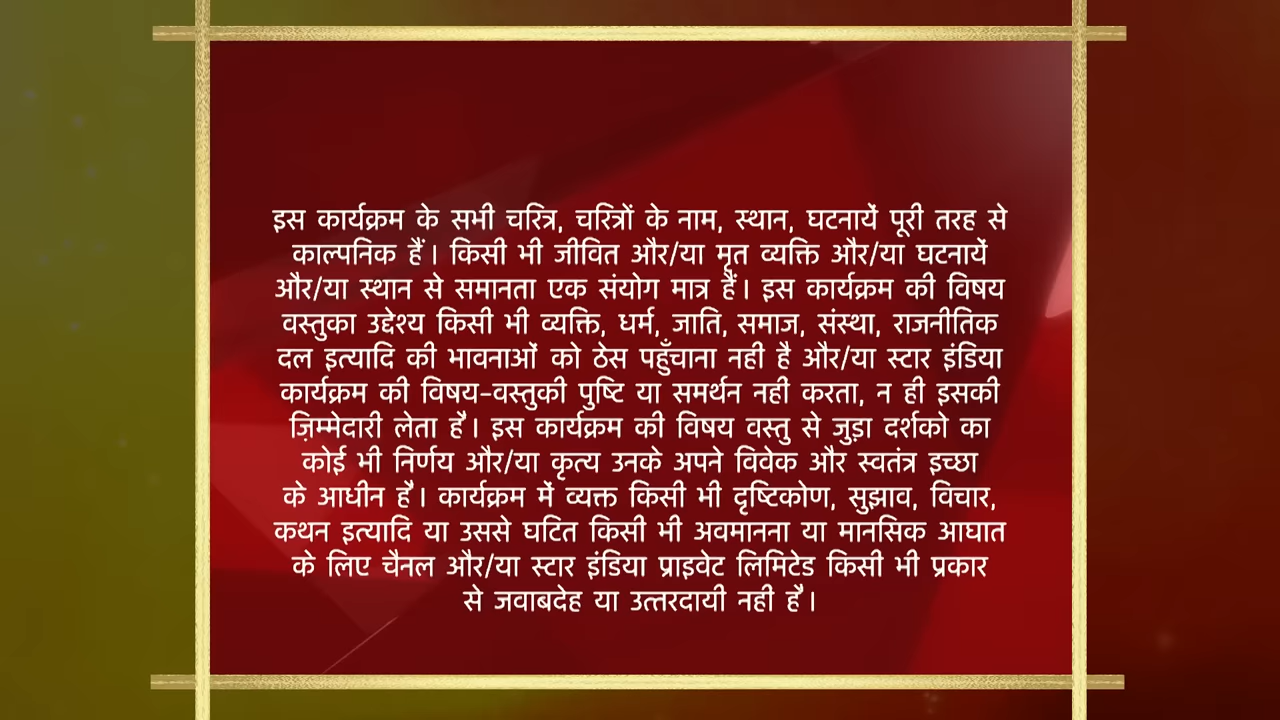 इस कार्यक्रम के सभी चरित्र, चरित्रों के नाम, स्थान, घटनायें पूरी तरह से
काल्पनिक हैं। किसी भी जीवित और/या मृत व्यक्ति और/या घटनायें
और/या स्थान से समानता एक संयोग मात्र हैं। इस कार्यक्रम की विषय
वस्तुका उद्देश्य किसी भी व्यक्ति, धर्म, जाति, समाज, संस्था, राजनीतिक
दल इत्यादि की भावनाओं को ठेस पहुँचाना नही है और/या स्टार इंडिया
कार्यक्रम की विषय-वस्तुकी पुष्टि या समर्थन नही करता, न ही इसकी
ज़िम्मेदारी लेता हैं। इस कार्यक्रम की विषय वस्तु से जुड़ा दर्शको का
कोई भी निर्णय और/या कृत्य उनके अपने विवेक और स्वतंत्र इच्छा
के आधीन हैं। कार्यक्रम में व्यक्त किसी भी दृष्टिकोण, सुझाव, विचार,
कथन इत्यादि या उससे घटित किसी भी अवमानना या मानसिक आघात
के लिए चैनल और/या स्टार इंडिया प्राइवेट लिमिटेड किसी भी प्रकार
से जवाबदेह या उत्तरदायी नही हैं।